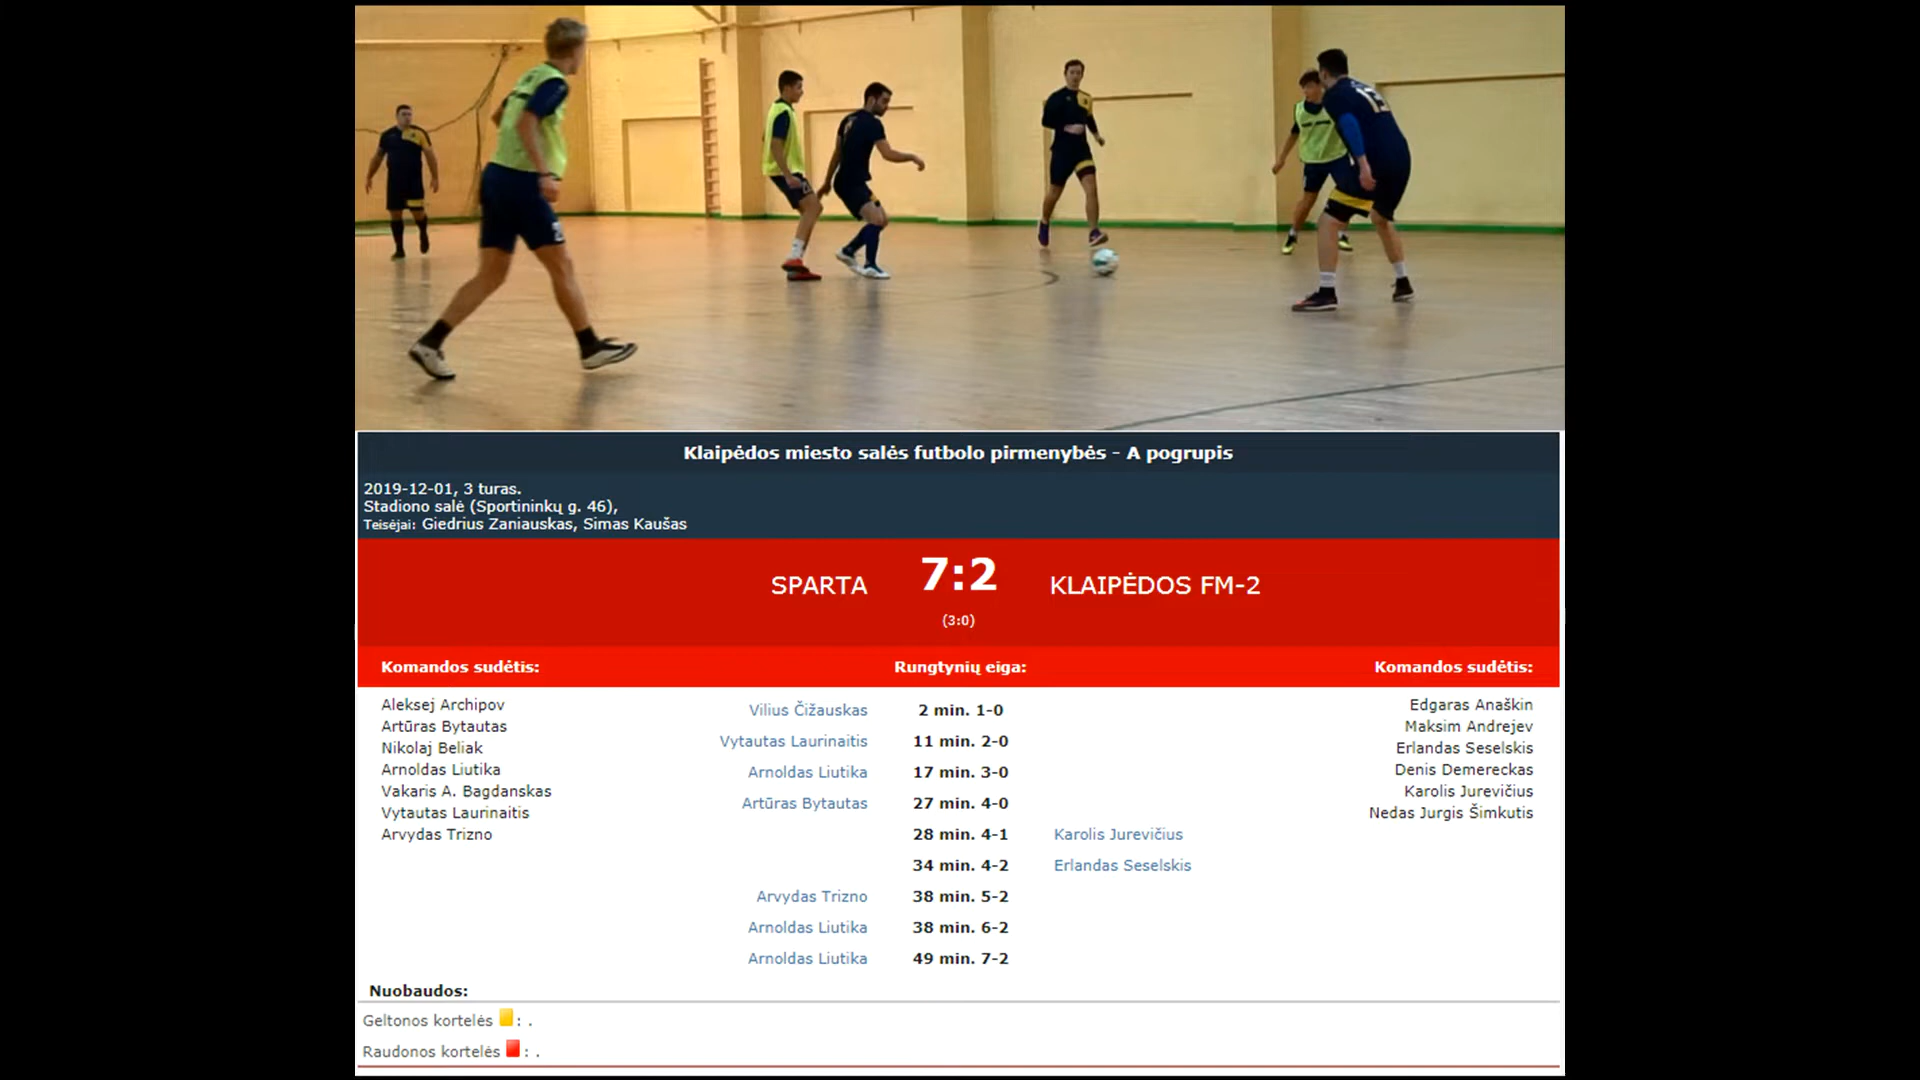 13
Klaipėdos miesto salės futbolo pirmenybės - A pogrupis
2019-12-01, 3 turas.
Stadiono salė (Sportininkų g. 46),
Teisėjai: Giedrius Zaniauskas, Simas Kaušas
SPARTA 7:2 KLAIPĖDOS FM-2
(3:0)
Komandos sudėtis: Rungtynių eiga: Komandos sudėtis:
Aleksej Archipov
Artūras Bytautas
Nikolaj Beliak
Arnoldas Liutika
Vakaris A. Bagdanskas
Vytautas Laurinaitis
Arvydas Trizno
Vilius Čižauskas 2 min. 1-0
Vytautas Laurinaitis 11 min. 2-0
Arnoldas Liutika 17 min. 3-0
Artūras Bytautas 27 min. 4-0
28 min. 4-1 Karolis Jurevičius
34 min. 4-2 Erlandas Seselskis
Arvydas Trizno 38 min. 5-2
Arnoldas Liutika 38 min. 6-2
Arnoldas Liutika 49 min. 7-2
Edgaras Anaškin
Maksim Andrejev
Erlandas Seselskis
Denis Demereckas
Karolis Jurevičius
Nedas Jurgis Šimkutis
Nuobaudos:
Geltonos kortelės : .
Raudonos kortelės : .